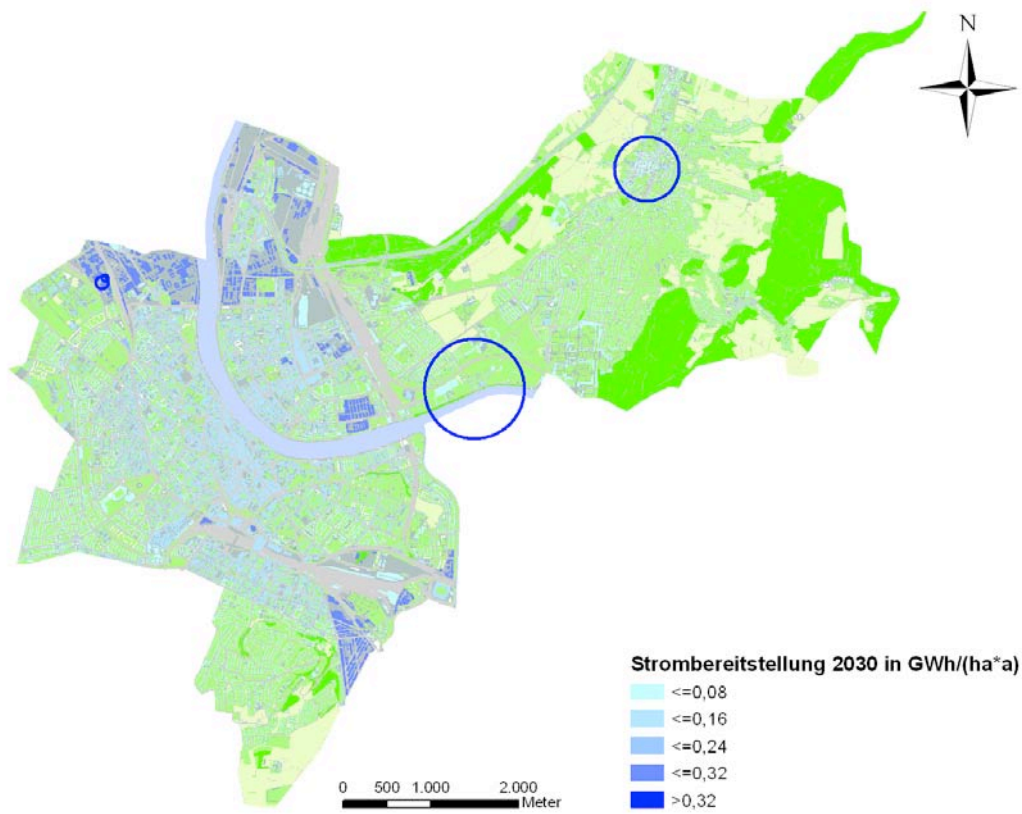 N
Strombereitstellung 2030 in GWh/(ha*a)
<=0,08
<=0,16
<=0,24
<=0,32
>0,32
0 500 1.000 2.000
Meter